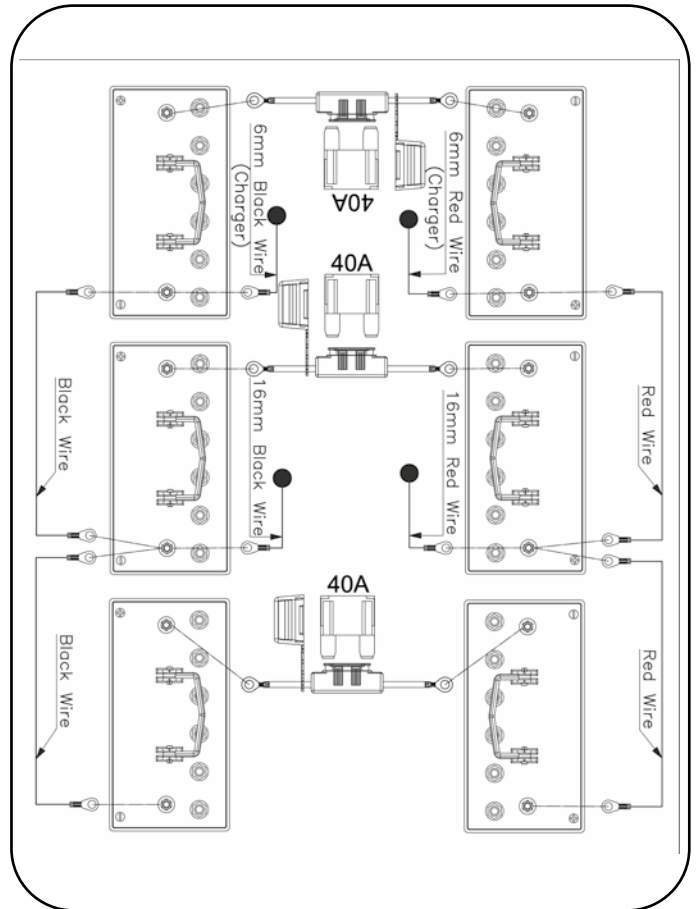 6mm Black Wire
(Charger)
40A
6mm Red Wire
(Charger)
40A
Black Wire
16mm Black Wire
16mm Red Wire
Red Wire
40A
Black Wire
Red Wire